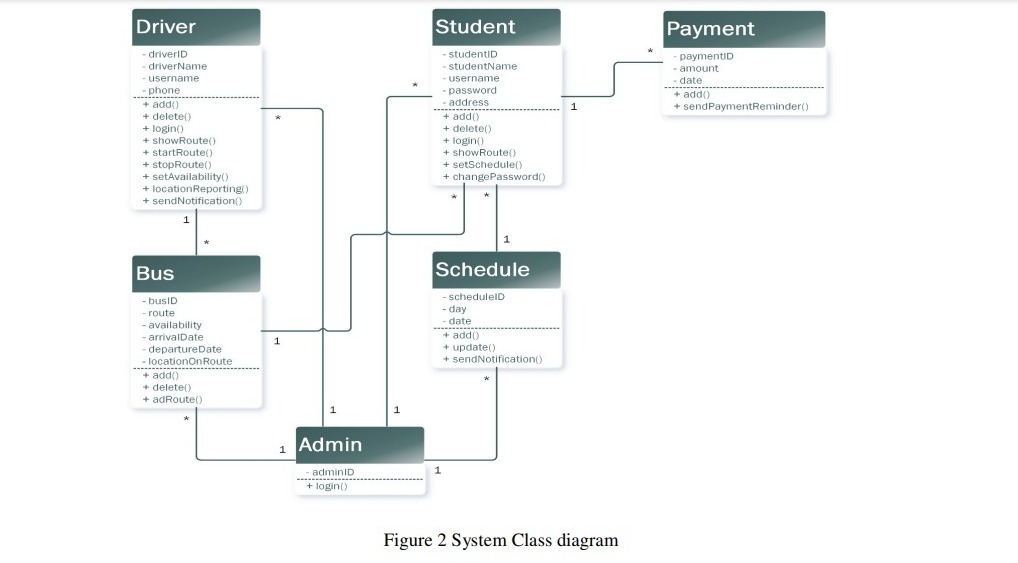 Driver
- driverID
- driverName
- username
- phone
+ add()
+ delete()
+ login()
+ showRoute()
+ startRoute()
+ stopRoute()
+ setAvailability()
+ locationReporting()
+ sendNotification()
Student
- studentID
- studentName
- username
- password
- address
+ add()
+ delete()
+ login()
+ showRoute()
+ setSchedule()
+ changePassword()
Payment
- paymentID
- amount
- date
+ add()
+ sendPaymentReminder()
*
*
*
1
1
*
*
*
1
Bus
- busID
- route
- availability
- arrivalDate
- departureDate
- locationOnRoute
+ add()
+ delete()
+ adRoute()
Schedule
- scheduleID
- day
- date
+ add()
+ update()
+ sendNotification()
1
*
*
1
1
1
1
Admin
- adminID
+ login()
Figure 2 System Class diagram